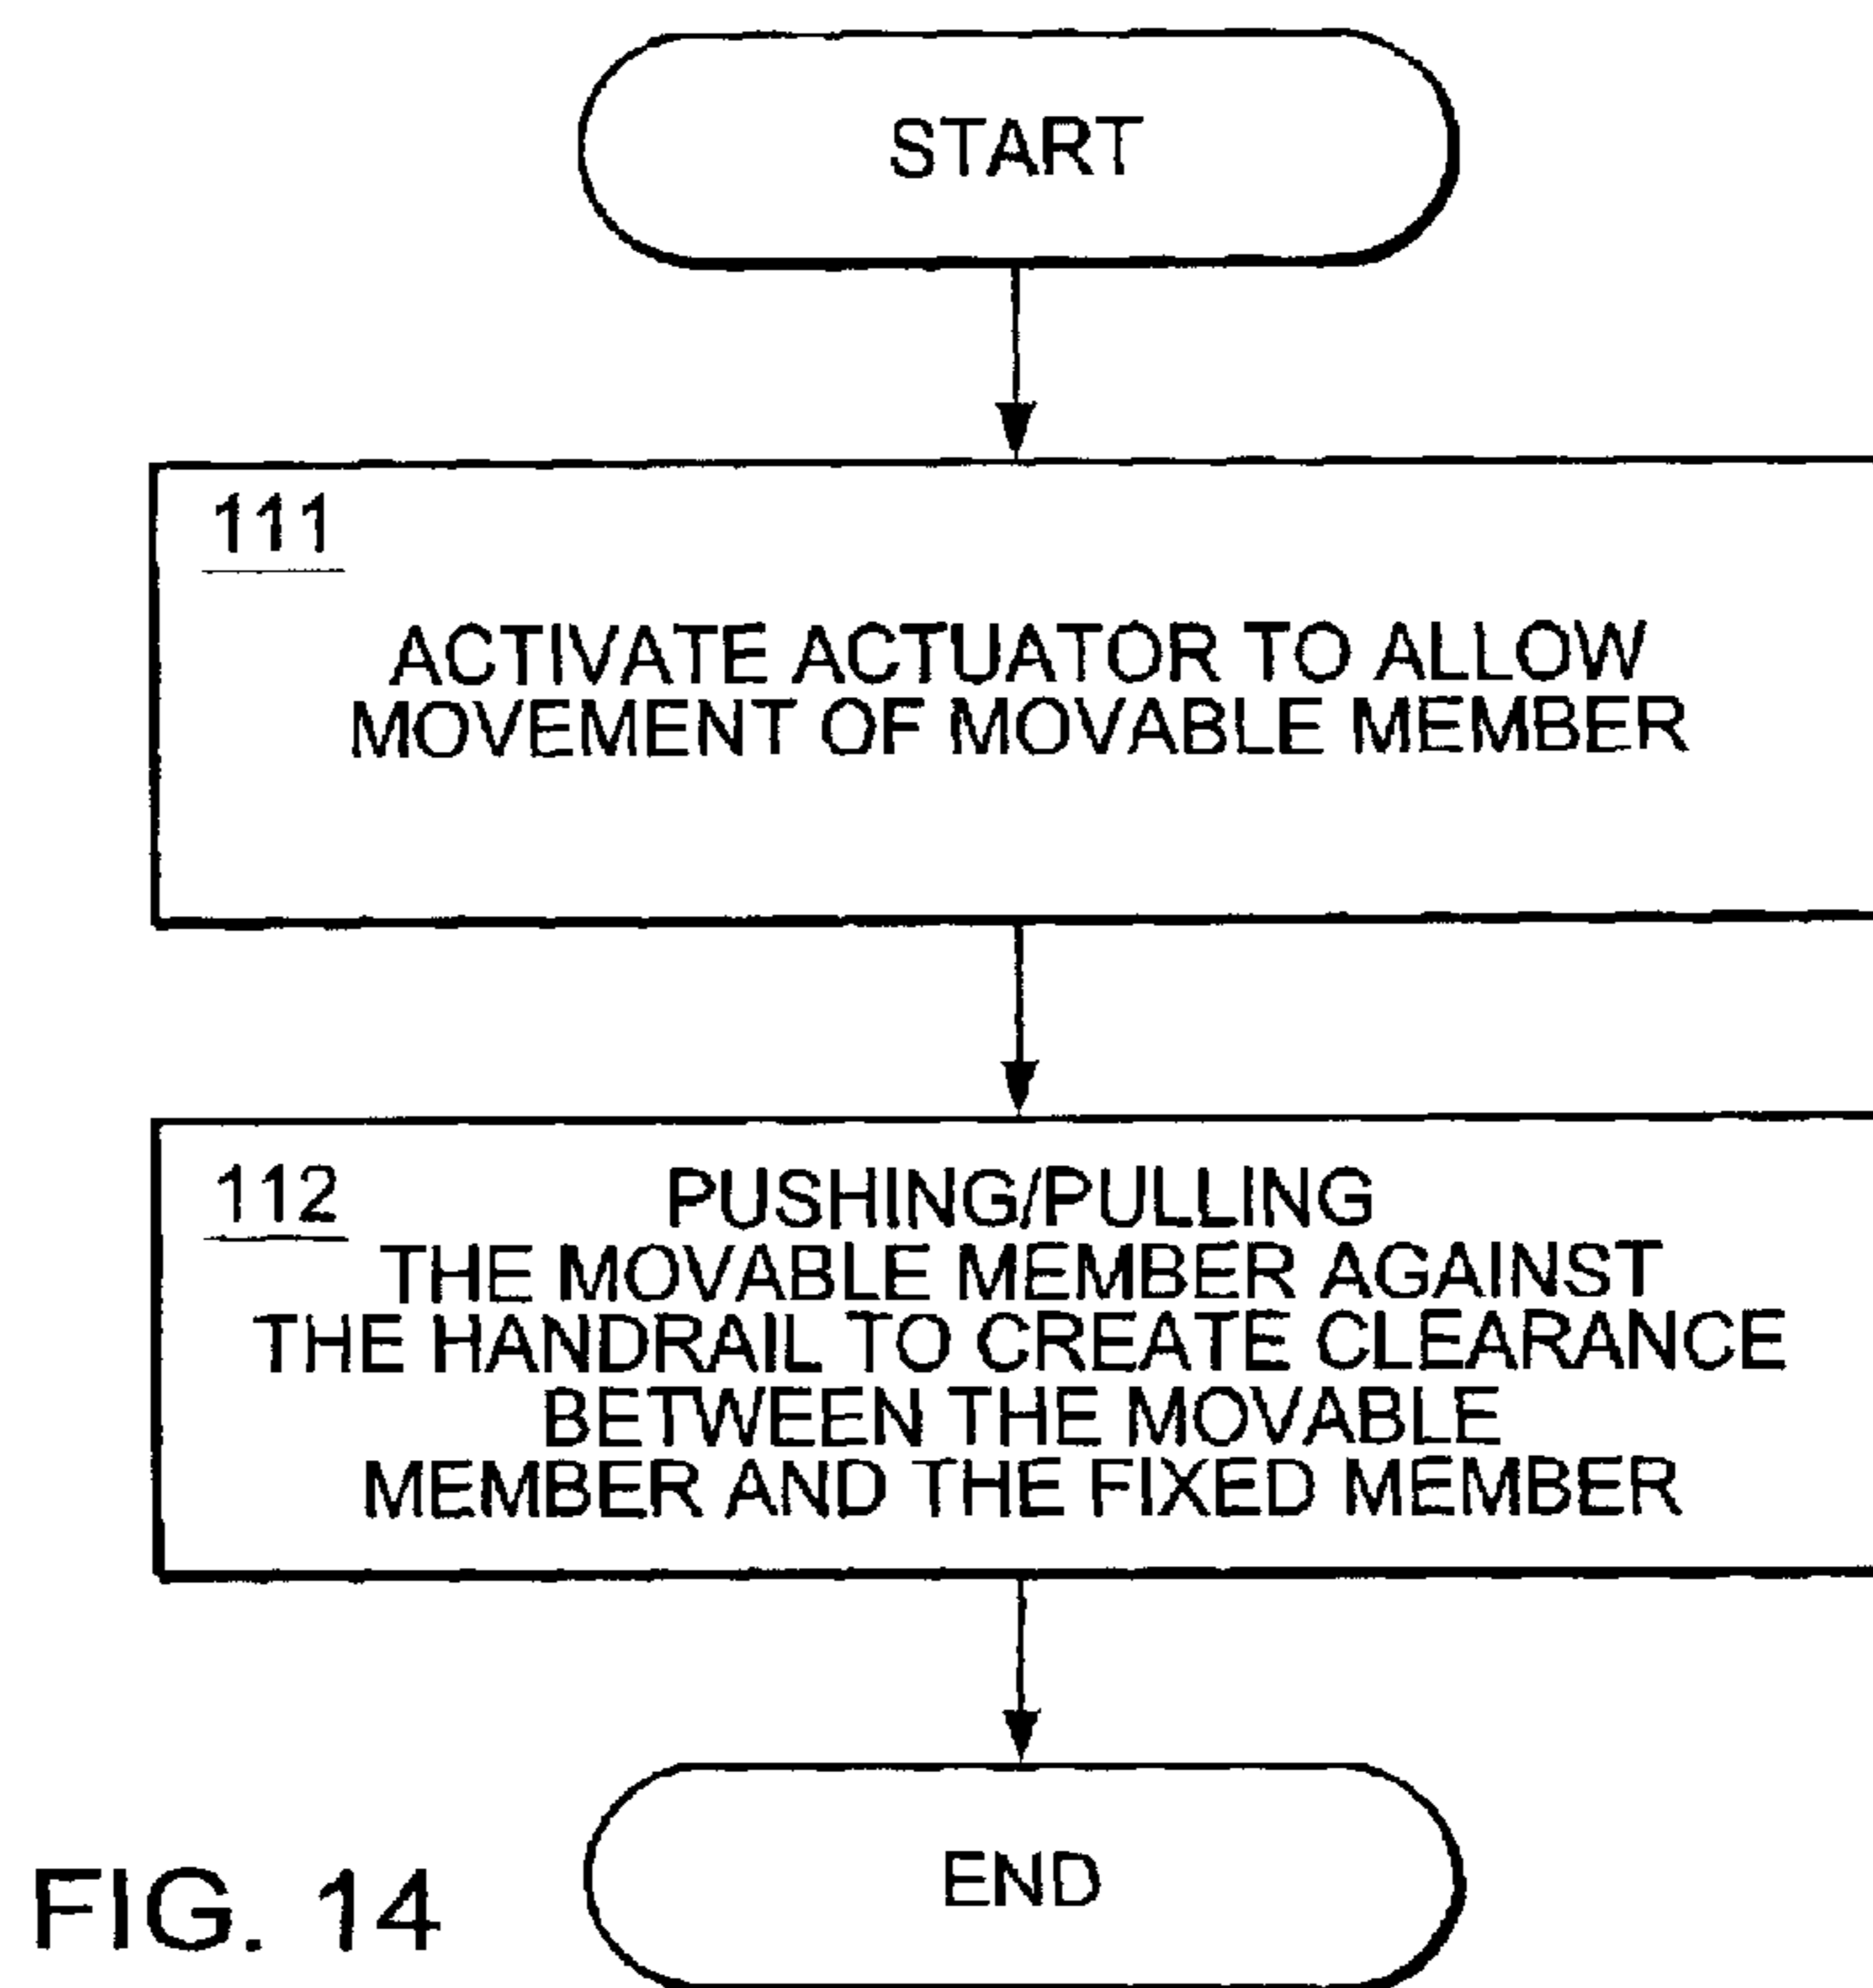 START
111
ACTIVATE ACTUATOR TO ALLOW
MOVEMENT OF MOVABLE MEMBER
112
PUSHING/PULLING
THE MOVABLE MEMBER AGAINST
THE HANDRAIL TO CREATE CLEARANCE
BETWEEN THE MOVABLE
MEMBER AND THE FIXED MEMBER
END
FIG. 14